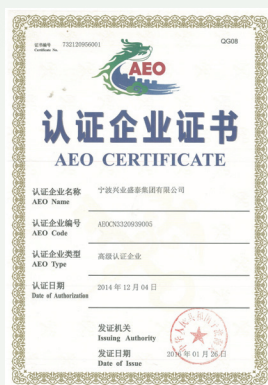 证书编号 732120956001
Certificate No.
QG08
AEO
认证企业证书
AEO CERTIFICATE
认证企业名称 宁波兴业盛泰集团有限公司
AEO Name
认证企业编号 AEOCN3320939005
AEO Code
认证企业类型 高级认证企业
AEO Type
认证日期 2014 年 12 月 04 日
Date of Authorization
发证机关
Issuing Authority
发证日期 2016 年 01 月 26 日
Date of Issue